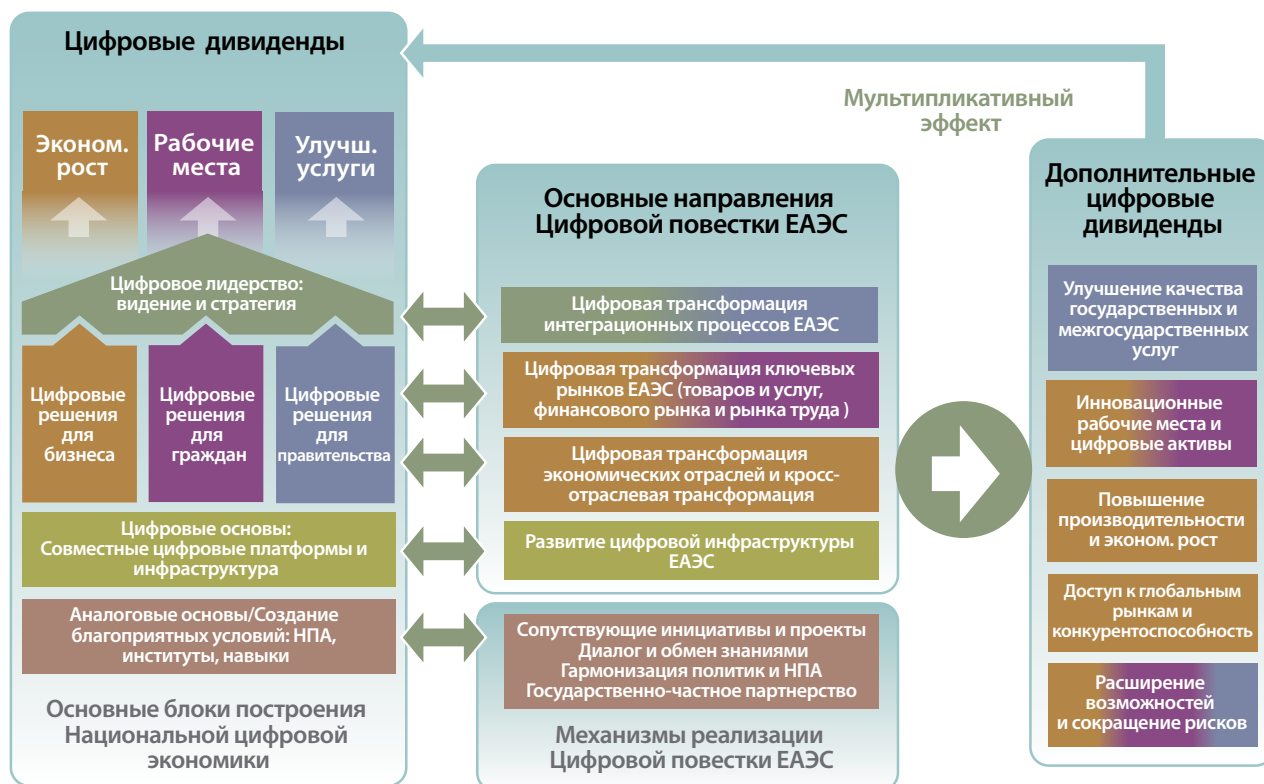 Цифровые дивиденды
Эконом.
рост
Рабочие
места
Улучш.
услуги
Цифровое лидерство:
видение и стратегия
Цифровые
решения
для
бизнеса
Цифровые
решения
для
граждан
Цифровые
решения
для
правительства
Цифровые основы:
Совместные цифровые платформы и
инфраструктура
Аналоговые основы/Создание
благоприятных условий: НПА,
институты, навыки
Основные блоки построения
Национальной цифровой
экономики
Основные направления
Цифровой повестки ЕАЭС
Цифровая трансформация
интеграционных процессов ЕАЭС
Цифровая трансформация ключевых
рынков ЕАЭС (товаров и услуг,
финансового рынка и рынка труда )
Цифровая трансформация
экономических отраслей и кросс-
отраслевая трансформация
Развитие цифровой инфраструктуры
ЕАЭС
Сопутствующие инициативы и проекты
Диалог и обмен знаниями
Гармонизация политик и НПА
Государственно-частное партнерство
Механизмы реализации
Цифровой повестки ЕАЭС
Мультипликативный
эффект
Дополнительные
цифровые
дивиденды
Улучшение качества
государственных и
межгосударственных
услуг
Инновационные
рабочие места и
цифровые активы
Повышение
производительности
и эконом. рост
Доступ к глобальным
рынкам и
конкурентоспособность
Расширение
возможностей
и сокращение рисков